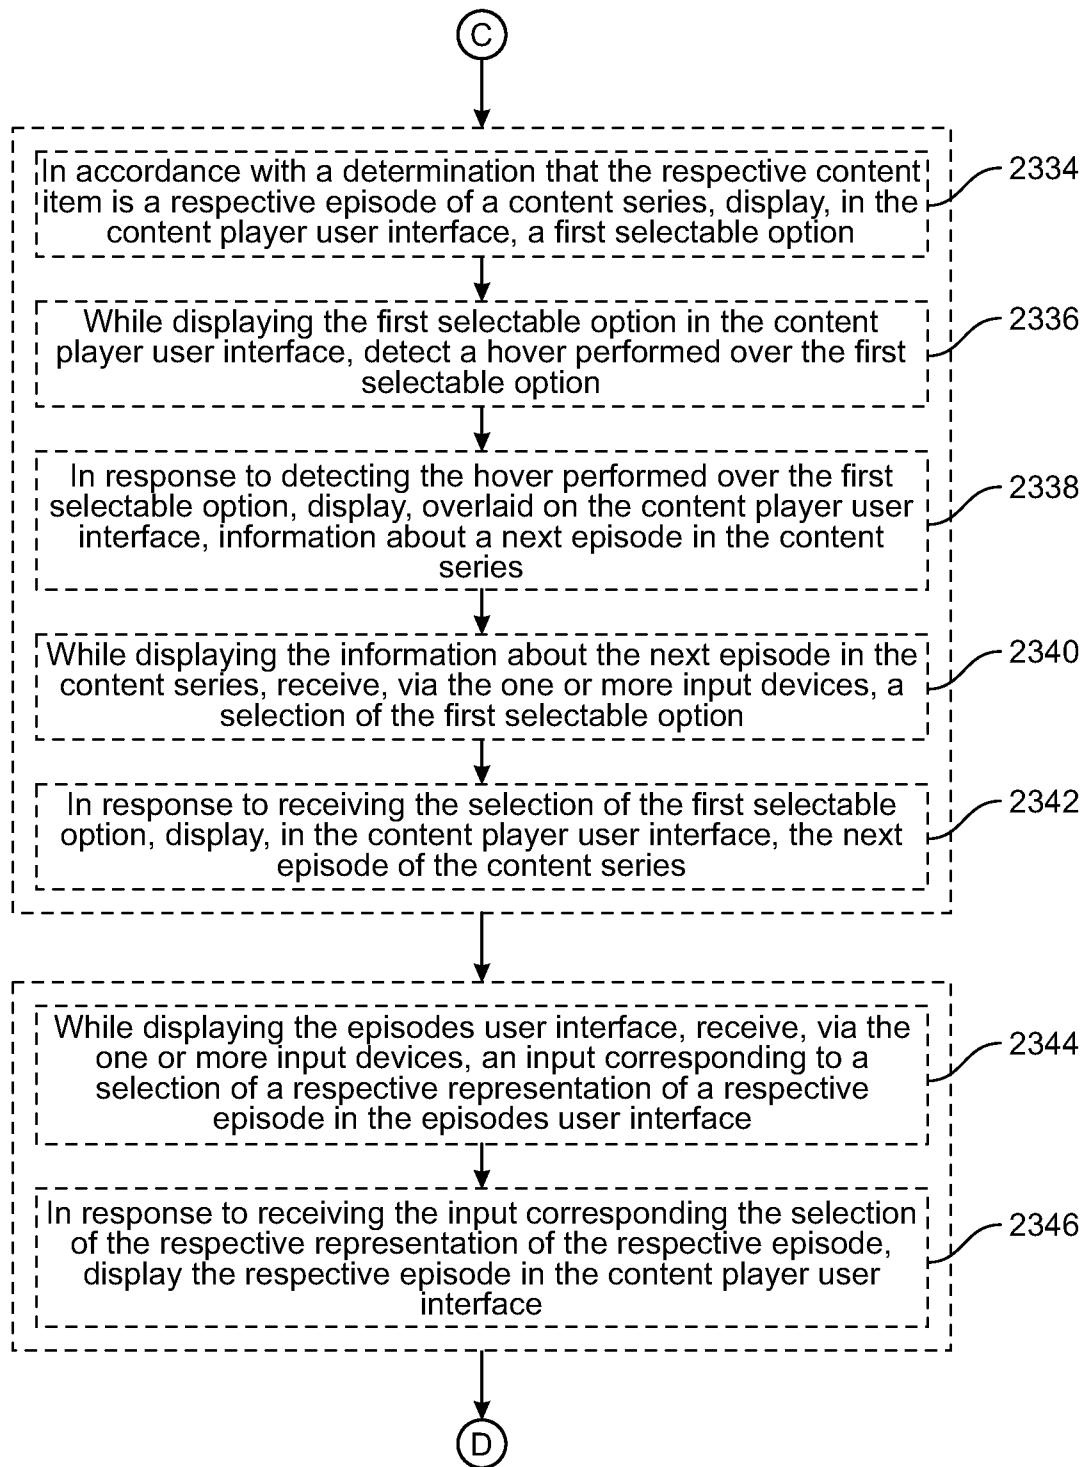 C
In accordance with a determination that the respective content
item is a respective episode of a content series, display, in the
content player user interface, a first selectable option
2334
While displaying the first selectable option in the content
player user interface, detect a hover performed over the first
selectable option
2336
In response to detecting the hover performed over the first
selectable option, display, overlaid on the content player user
interface, information about a next episode in the content
series
2338
While displaying the information about the next episode in the
content series, receive, via the one or more input devices, a
selection of the first selectable option
2340
In response to receiving the selection of the first selectable
option, display, in the content player user interface, the next
episode of the content series
2342
While displaying the episodes user interface, receive, via the
one or more input devices, an input corresponding to a
selection of a respective representation of a respective
episode in the episodes user interface
2344
In response to receiving the input corresponding the selection
of the respective representation of the respective episode,
display the respective episode in the content player user
interface
2346
D